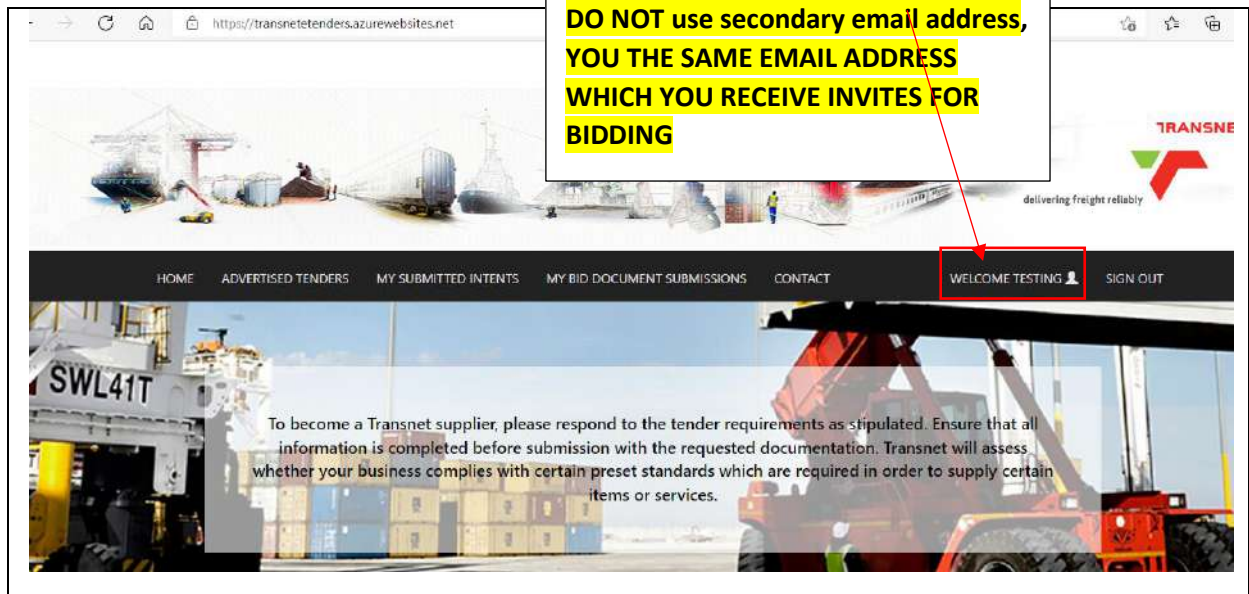 https://transnetetenders.azurewebsites.net
DO NOT use secondary email address,
YOU THE SAME EMAIL ADDRESS
WHICH YOU RECEIVE INVITES FOR
BIDDING
TRANSNE
delivering freight reliably
HOME ADVERTISED TENDERS MY SUBMITTED INTENTS MY BID DOCUMENT SUBMISSIONS CONTACT WELCOME TESTING SIGN OUT
SWL41T
To become a Transnet supplier, please respond to the tender requirements as stipulated. Ensure that all
information is completed before submission with the requested documentation. Transnet will assess
whether your business complies with certain preset standards which are required in order to supply certain
items or services.